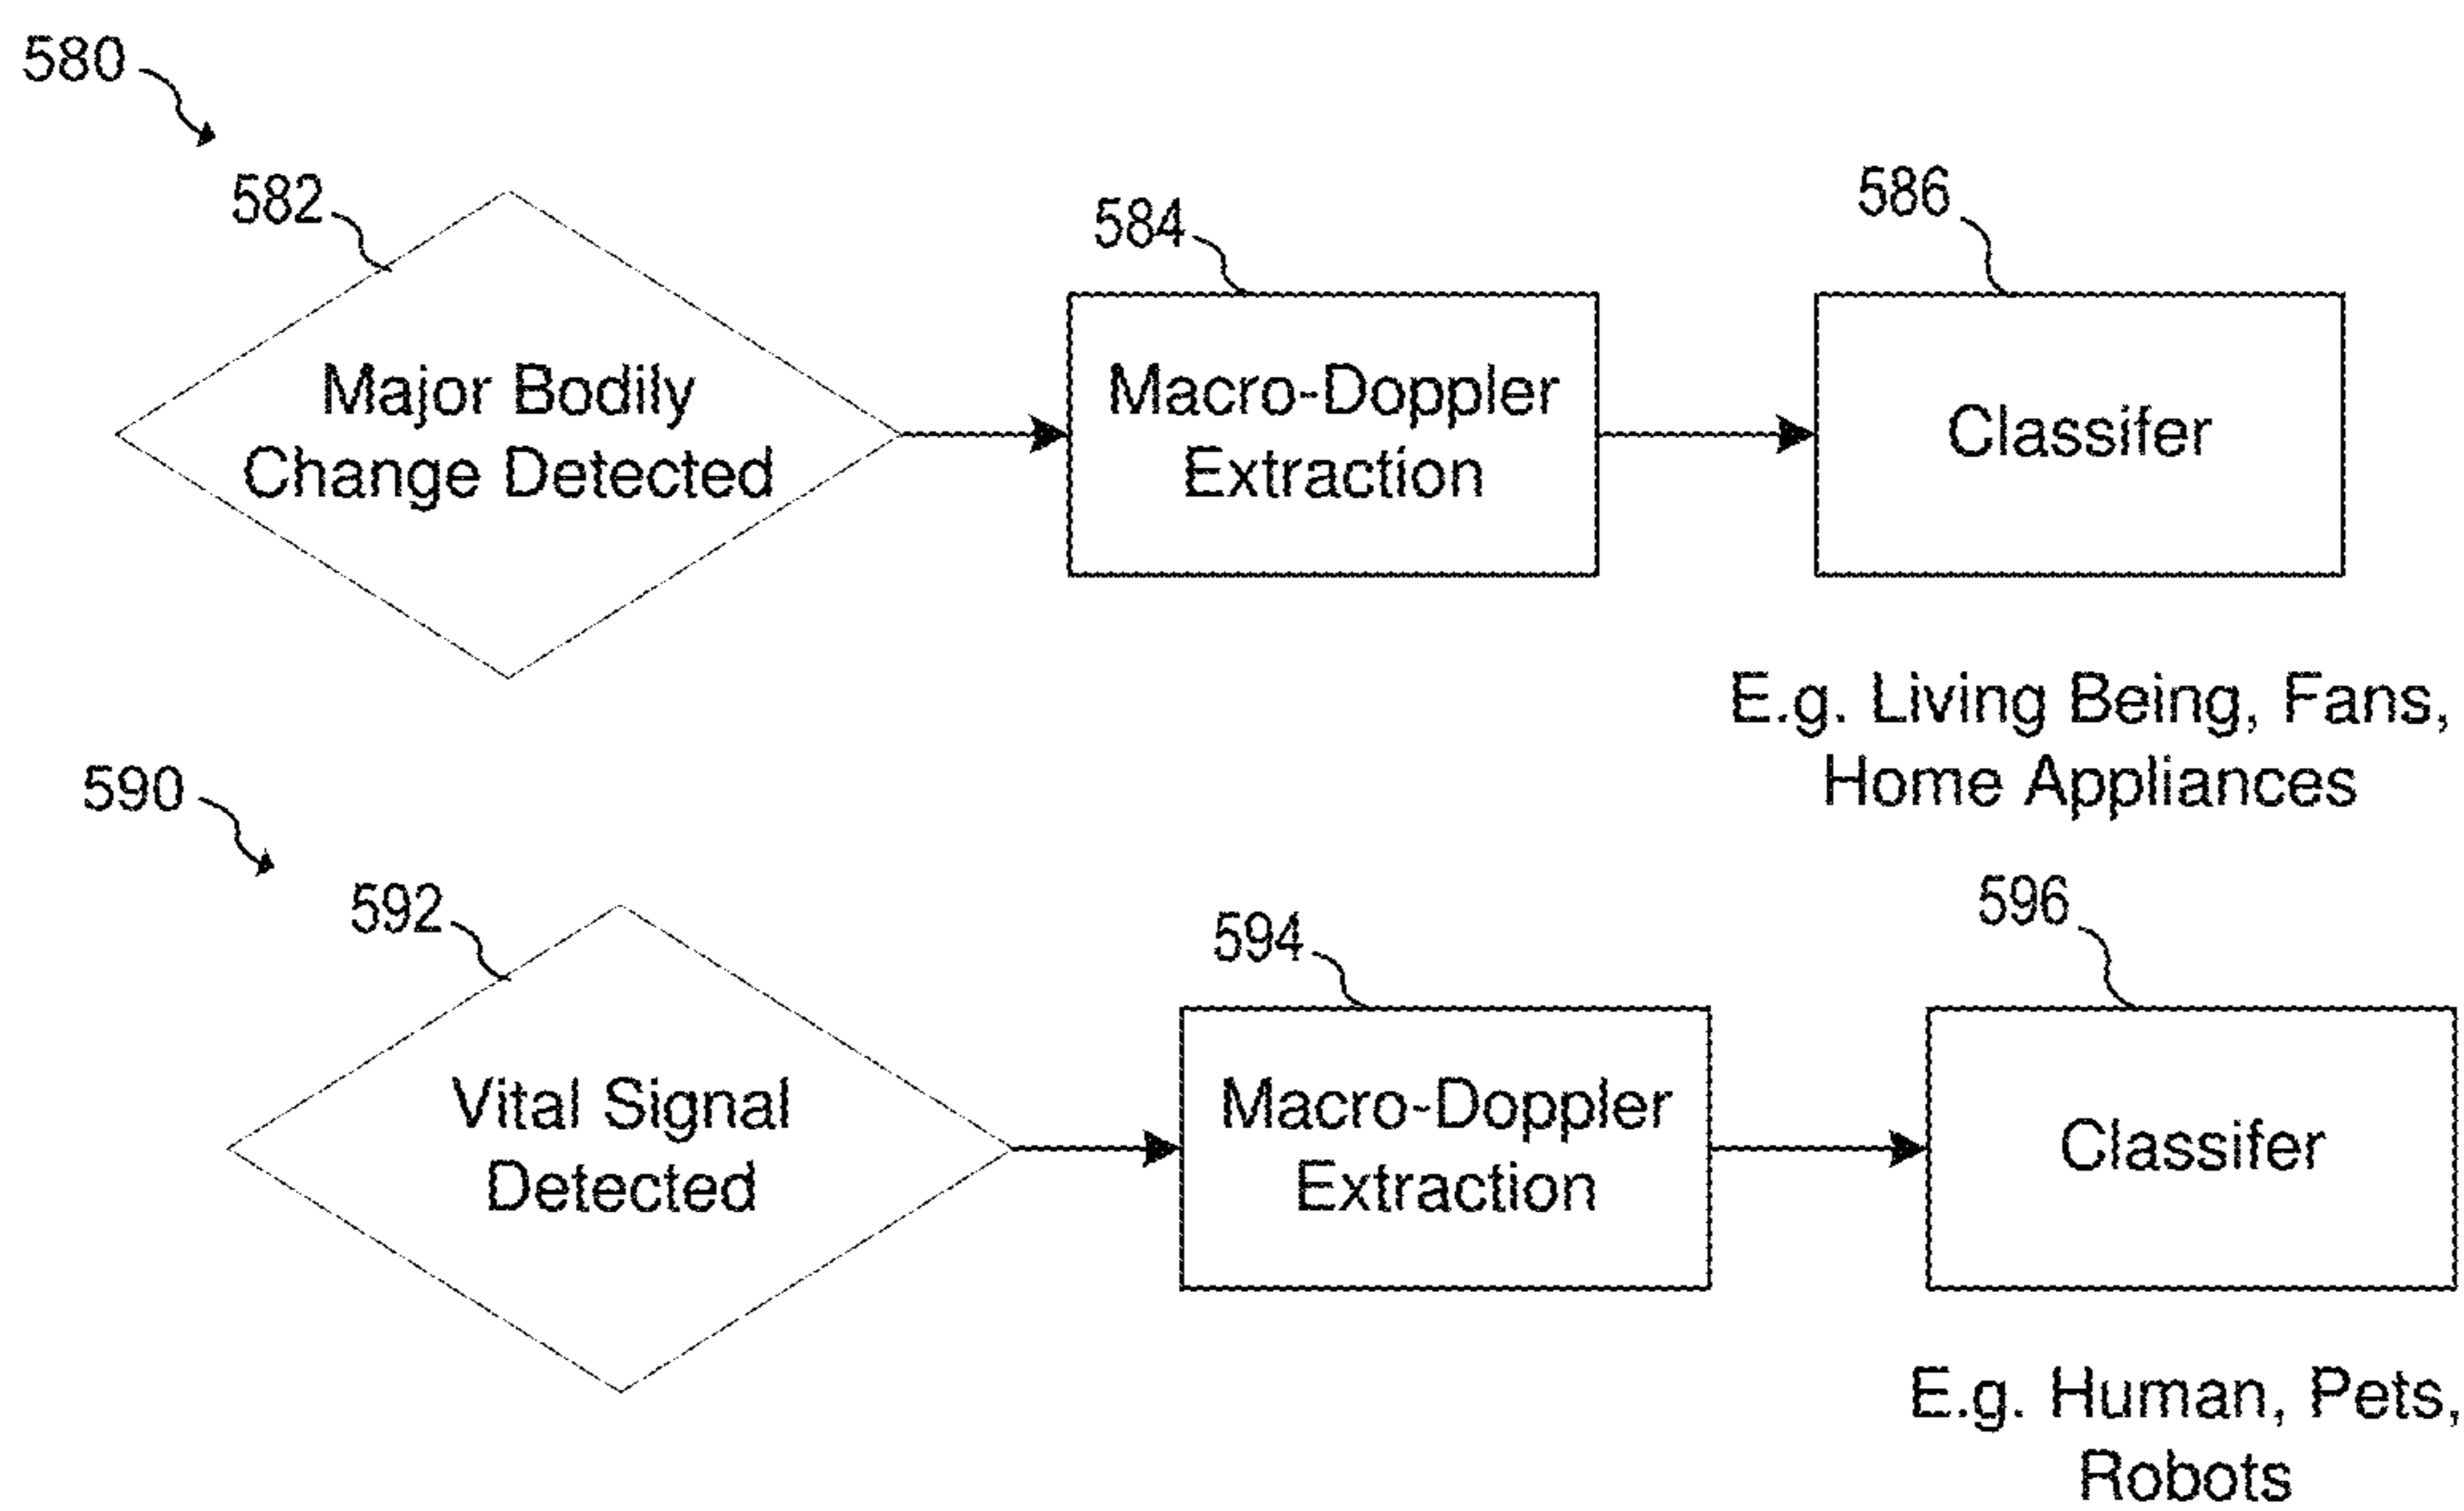 580
582
584
586
Major Bodily
Change Detected
Macro-Doppler
Extraction
Classifer
E.g. Living Being, Fans,
Home Appliances
590
592
594
596
Vital Signal
Detected
Macro-Doppler
Extraction
Classifer
E.g. Human, Pets,
Robots